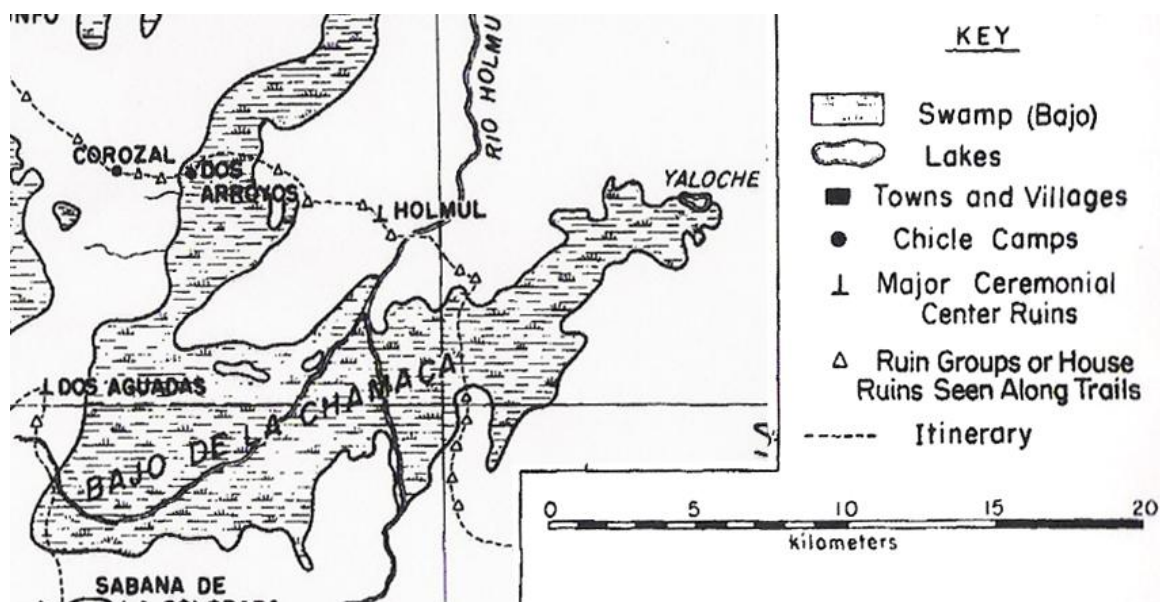 INFO
COROZAL
DOS
ARROYOS
HOLMUL
RIO HOLMU
YALOCHE
DOS AGUADAS
BAJO DE LA CHAMACA
SABANA DE
KEY
Swamp (Bajo)
Lakes
Towns and Villages
Chicle Camps
Major Ceremonial
Center Ruins
Ruin Groups or House
Ruins Seen Along Trails
Itinerary
0 5 10 15 20
kilometers